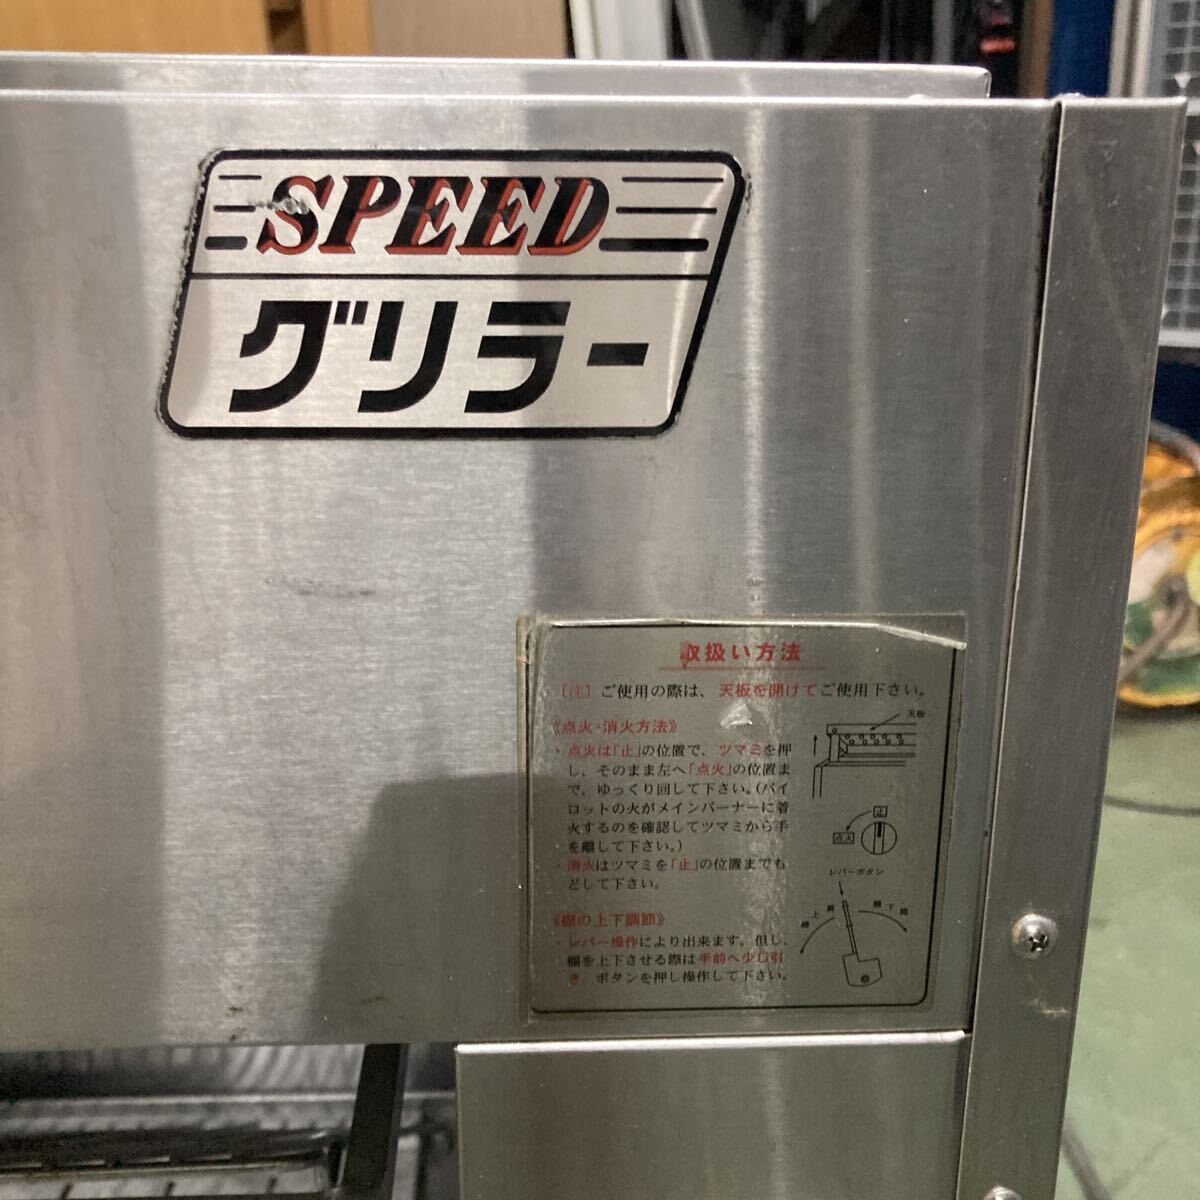 SPEED
グリラー
取扱い方法
〔注〕ご使用の際は、天板を開けてご使用下さい。
《点火・消火方法》
・点火は「止」の位置で、ツマミを押
し、そのまま左へ「点火」の位置ま
で、ゆっくり回して下さい。(パイ
ロットの火がメインバーナーに着
火するのを確認してツマミから手
を離して下さい。)
・消火はツマミを「止」の位置までも
どして下さい。
天板
止
点火
《棚の上下調節》
・レバー操作により出来ます。但し、
棚を上下させる際は手前へ少し引
き ボタンを押し操作して下さい。
レバーボタン
棚上昇
棚下降